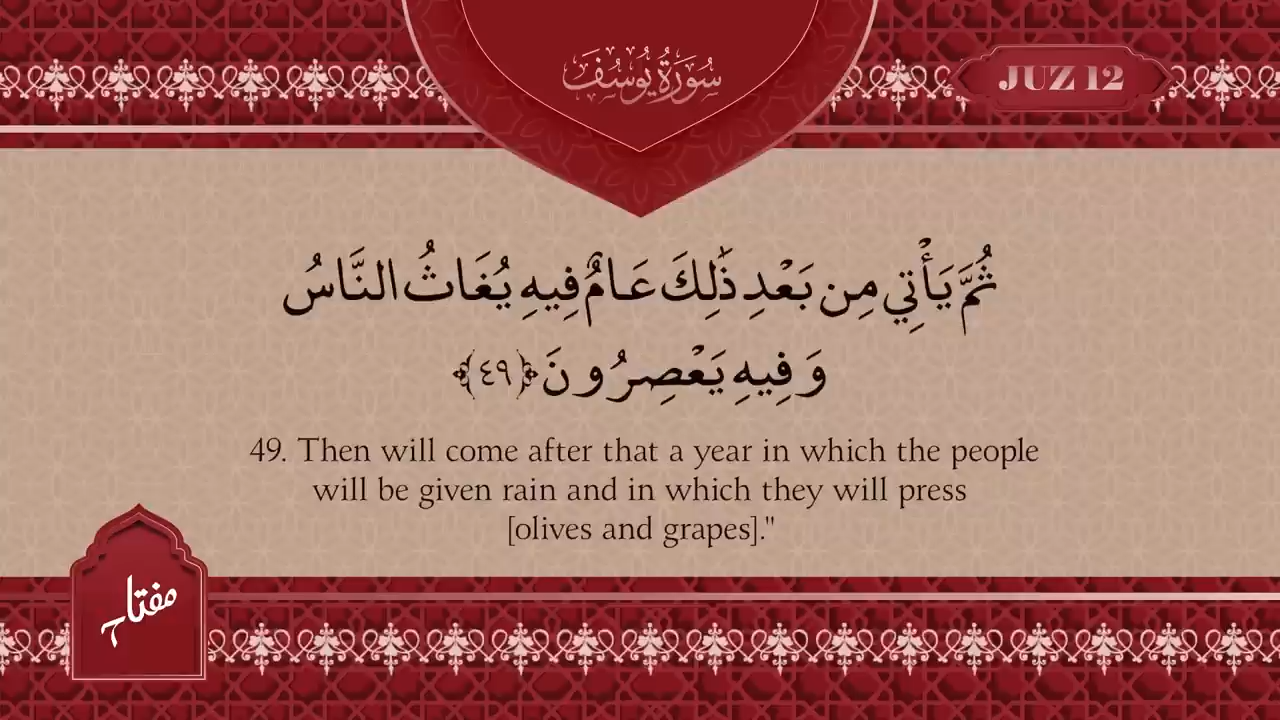 سُورَةُ يُوسُفَ
JUZ 12
ثُمَّ يَأْتِي مِن بَعْدِ ذَٰلِكَ عَامٌ فِيهِ يُغَاثُ النَّاسُ
وَفِيهِ يَعْصِرُونَ ﴿٤٩﴾
49. Then will come after that a year in which the people
will be given rain and in which they will press
[olives and grapes]."
مفتاح